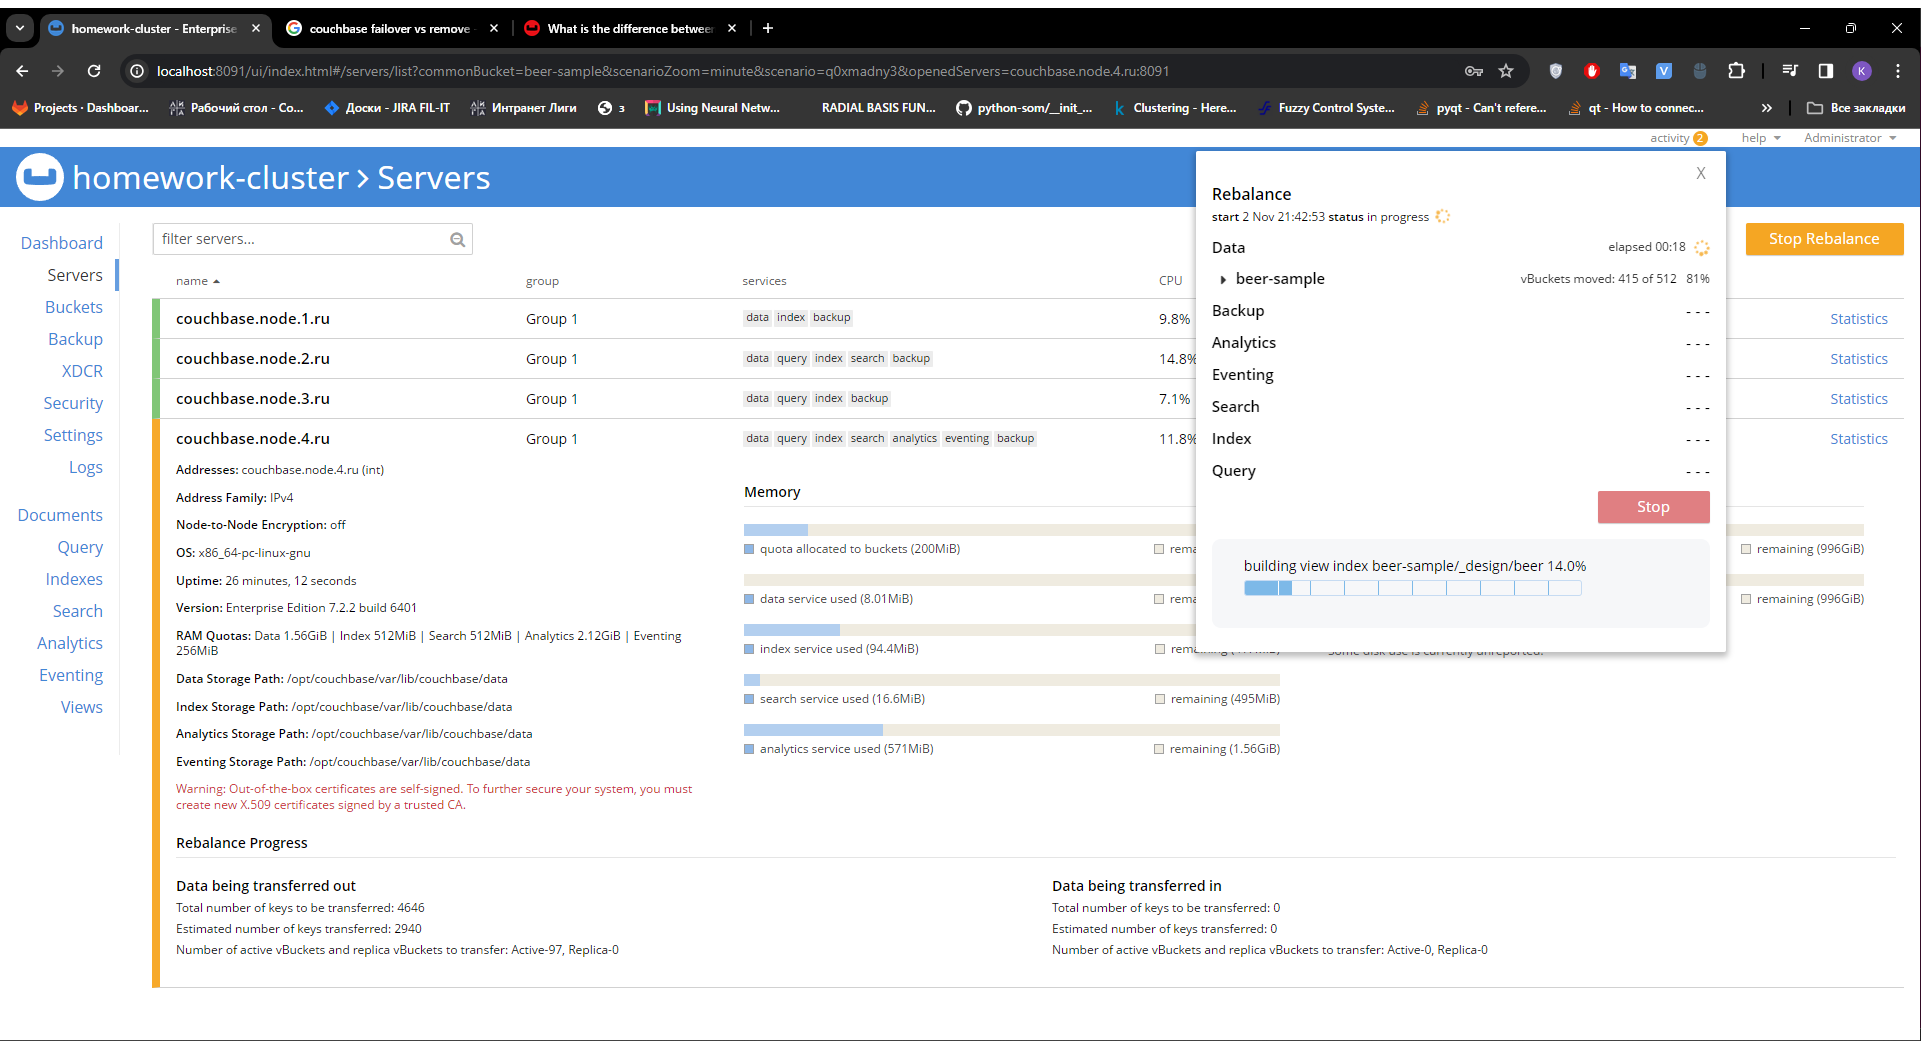 homework-cluster - Enterprise
couchbase failover vs remove
What is the difference between
localhost:8091/ui/index.html#/servers/list?commonBucket=beer-sample&scenarioZoom=minute&scenario=q0xmadny3&openedServers=couchbase.node.4.ru:8091
Projects · Dashboar... Рабочий стол - Co... Доски - JIRA FIL-IT Интранет Лиги з Using Neural Netw... RADIAL BASIS FUN... python-som/__init_... Clustering - Here... Fuzzy Control Syste... pyqt - Can't refere... qt - How to connec... » Все закладки
activity 2 help Administrator
homework-cluster > Servers
Dashboard
Servers
Buckets
Backup
XDCR
Security
Settings
Logs
Documents
Query
Indexes
Search
Analytics
Eventing
Views
filter servers...
Stop Rebalance
name group services CPU
couchbase.node.1.ru Group 1 data index backup 9.8% Statistics
couchbase.node.2.ru Group 1 data query index search backup 14.8% Statistics
couchbase.node.3.ru Group 1 data query index backup 7.1% Statistics
couchbase.node.4.ru Group 1 data query index search analytics eventing backup 11.8% Statistics
Addresses: couchbase.node.4.ru (int)
Address Family: IPv4
Node-to-Node Encryption: off
OS: x86_64-pc-linux-gnu
Uptime: 26 minutes, 12 seconds
Version: Enterprise Edition 7.2.2 build 6401
RAM Quotas: Data 1.56GiB | Index 512MiB | Search 512MiB | Analytics 2.12GiB | Eventing
256MiB
Data Storage Path: /opt/couchbase/var/lib/couchbase/data
Index Storage Path: /opt/couchbase/var/lib/couchbase/data
Analytics Storage Path: /opt/couchbase/var/lib/couchbase/data
Eventing Storage Path: /opt/couchbase/var/lib/couchbase/data
Warning: Out-of-the-box certificates are self-signed. To further secure your system, you must
create new X.509 certificates signed by a trusted CA.
Memory
quota allocated to buckets (200MiB) rema
data service used (8.01MiB) rema
index service used (94.4MiB)
search service used (16.6MiB) remaining (495MiB)
analytics service used (571MiB) remaining (1.56GiB)
remaining (996GiB)
remaining (996GiB)
Some disk use is currently unreported.
X
Rebalance
start 2 Nov 21:42:53 status in progress
Data elapsed 00:18
beer-sample vBuckets moved: 415 of 512 81%
Backup - - -
Analytics - - -
Eventing - - -
Search - - -
Index - - -
Query - - -
Stop
building view index beer-sample/_design/beer 14.0%
Rebalance Progress
Data being transferred out
Total number of keys to be transferred: 4646
Estimated number of keys transferred: 2940
Number of active vBuckets and replica vBuckets to transfer: Active-97, Replica-0
Data being transferred in
Total number of keys to be transferred: 0
Estimated number of keys transferred: 0
Number of active vBuckets and replica vBuckets to transfer: Active-0, Replica-0